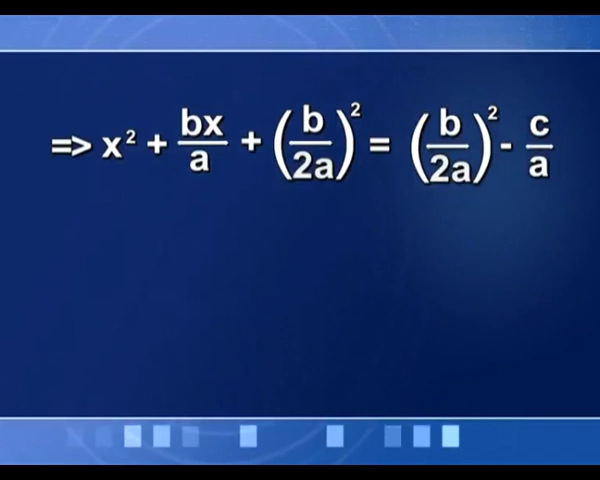 => x² + bx/a + (b/2a)² = (b/2a)² - c/a